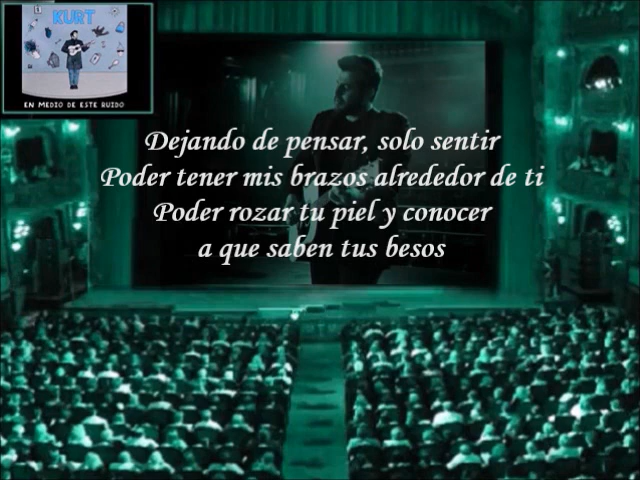 KURT
EN MEDIO DE ESTE RUIDO
Dejando de pensar, solo sentir
Poder tener mis brazos alrededor de ti
Poder rozar tu piel y conocer
a que saben tus besos